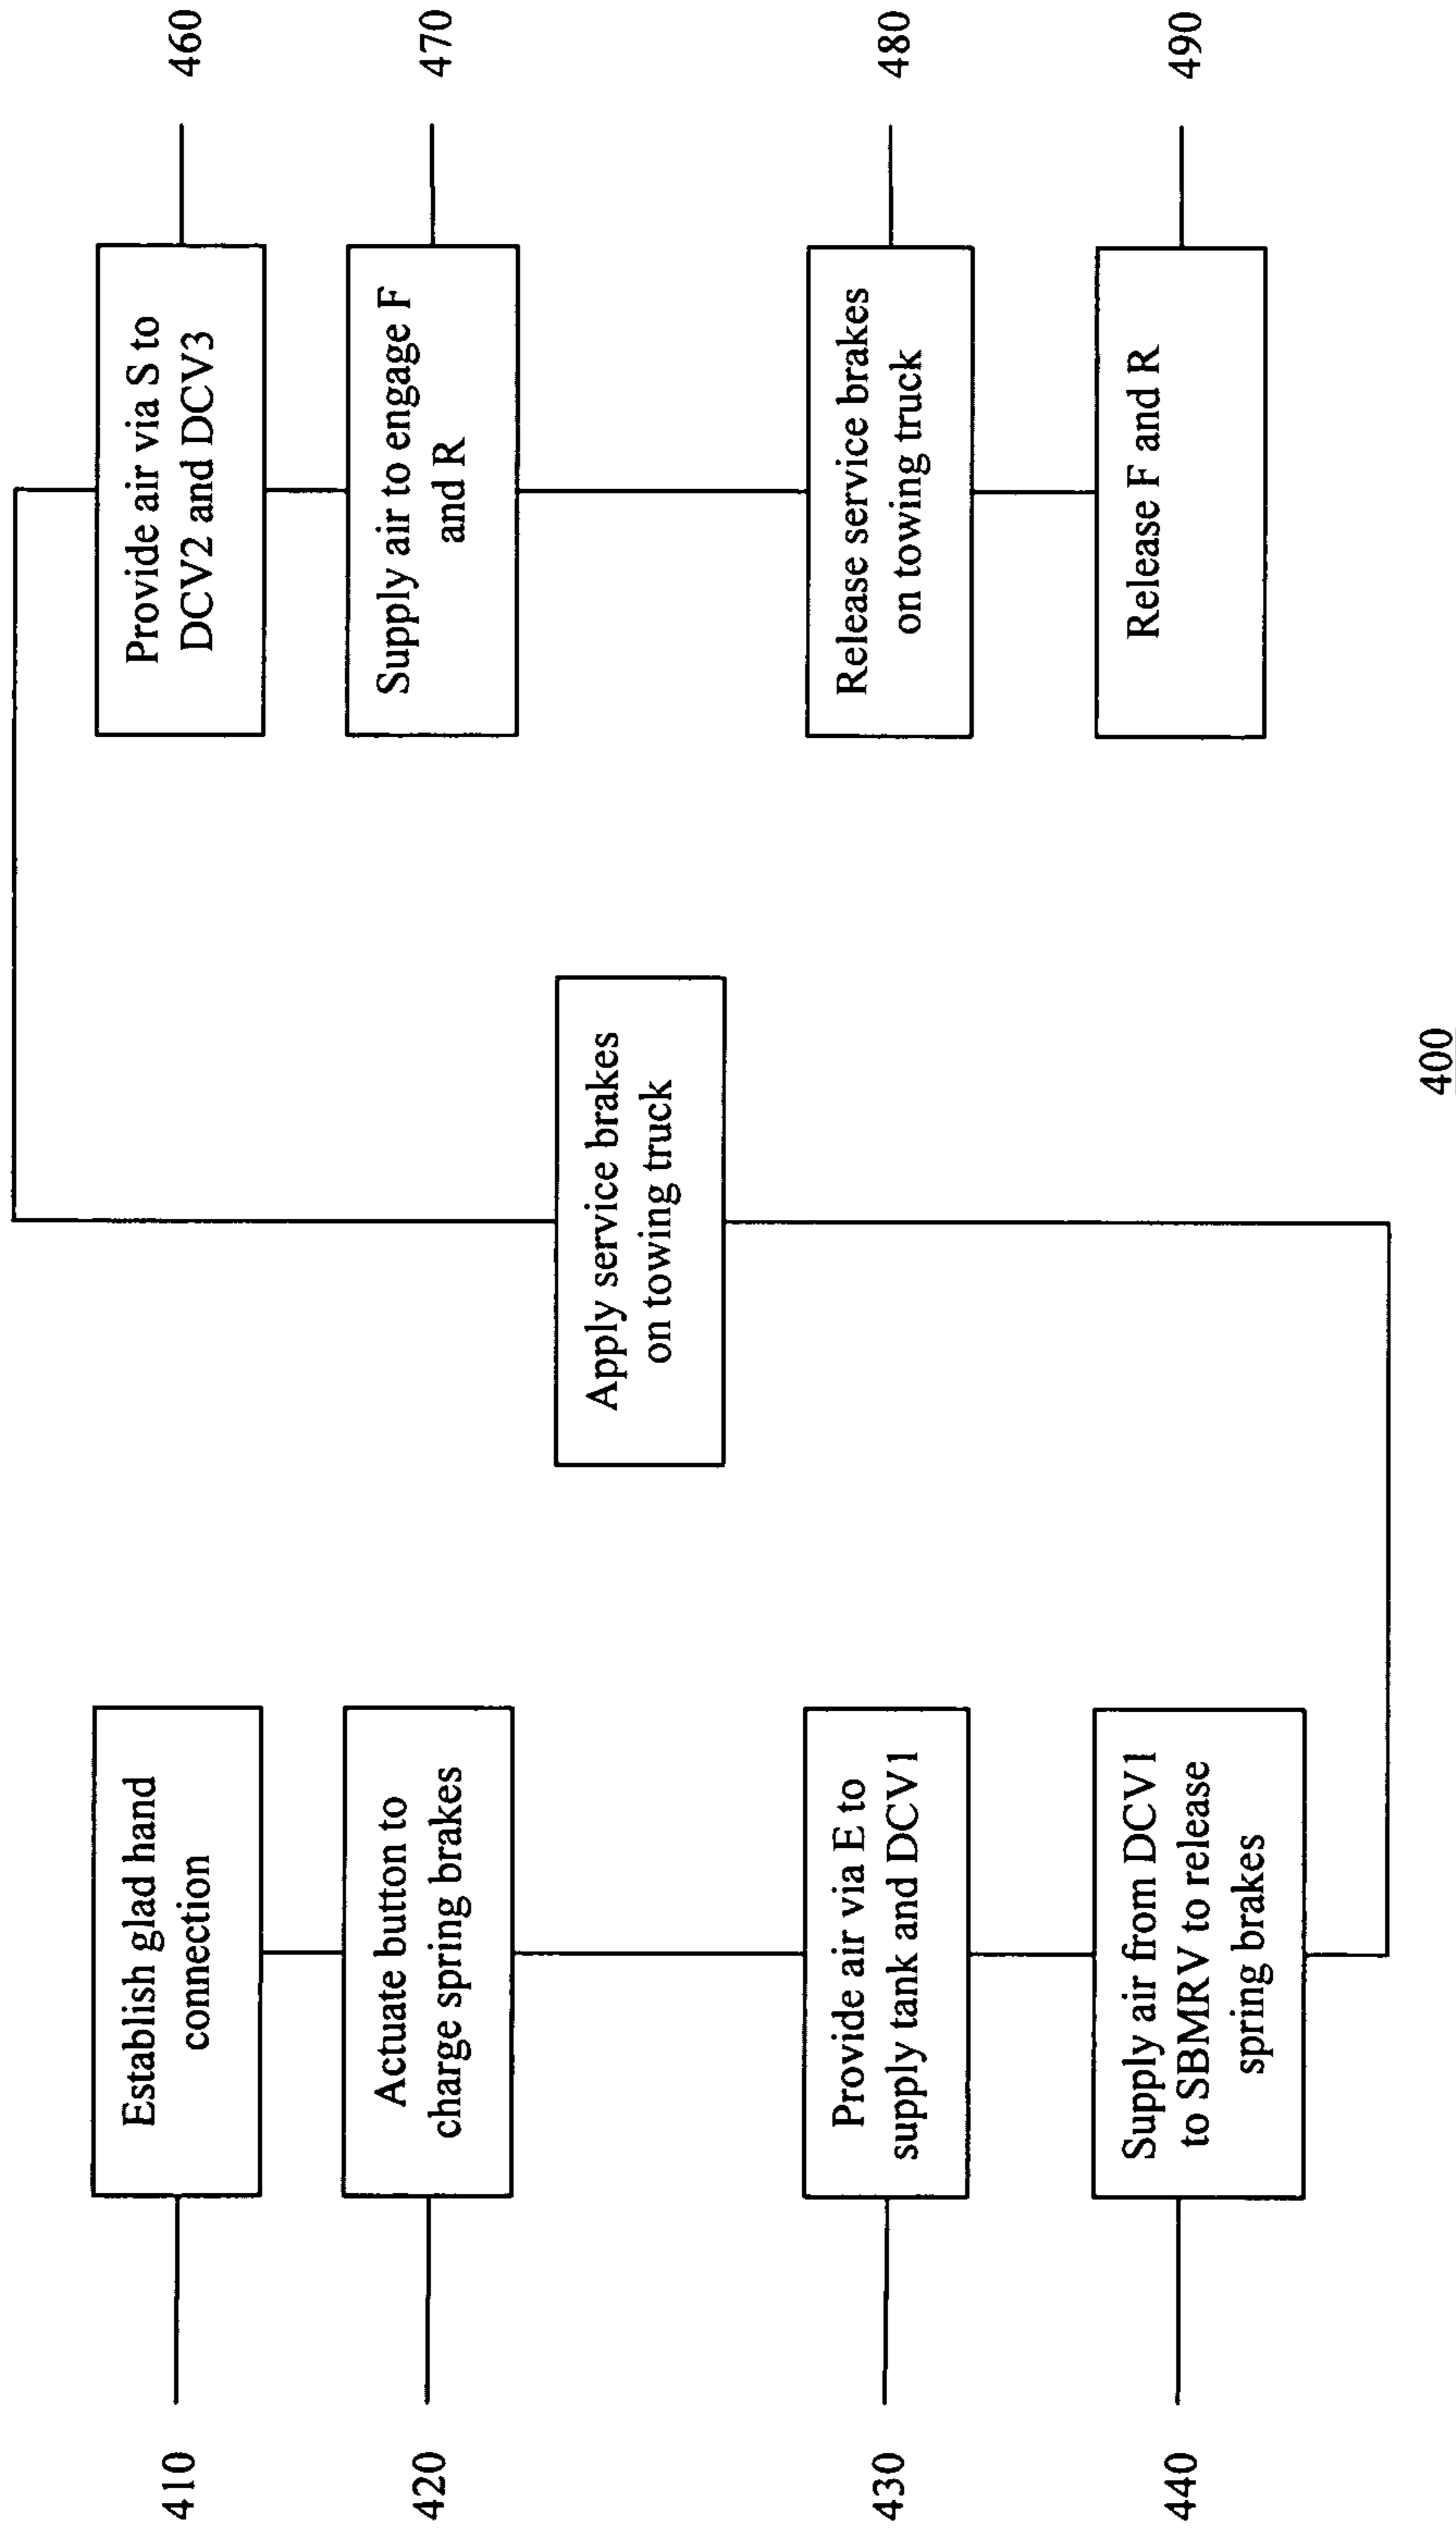 410
Establish glad hand
connection
420
Actuate button to
charge spring brakes
430
Provide air via E to
supply tank and DCV1
440
Supply air from DCV1
to SBMRV to release
spring brakes
Apply service brakes
on towing truck
Provide air via S to
DCV2 and DCV3
460
Supply air to engage F
and R
470
Release service brakes
on towing truck
480
Release F and R
490
400